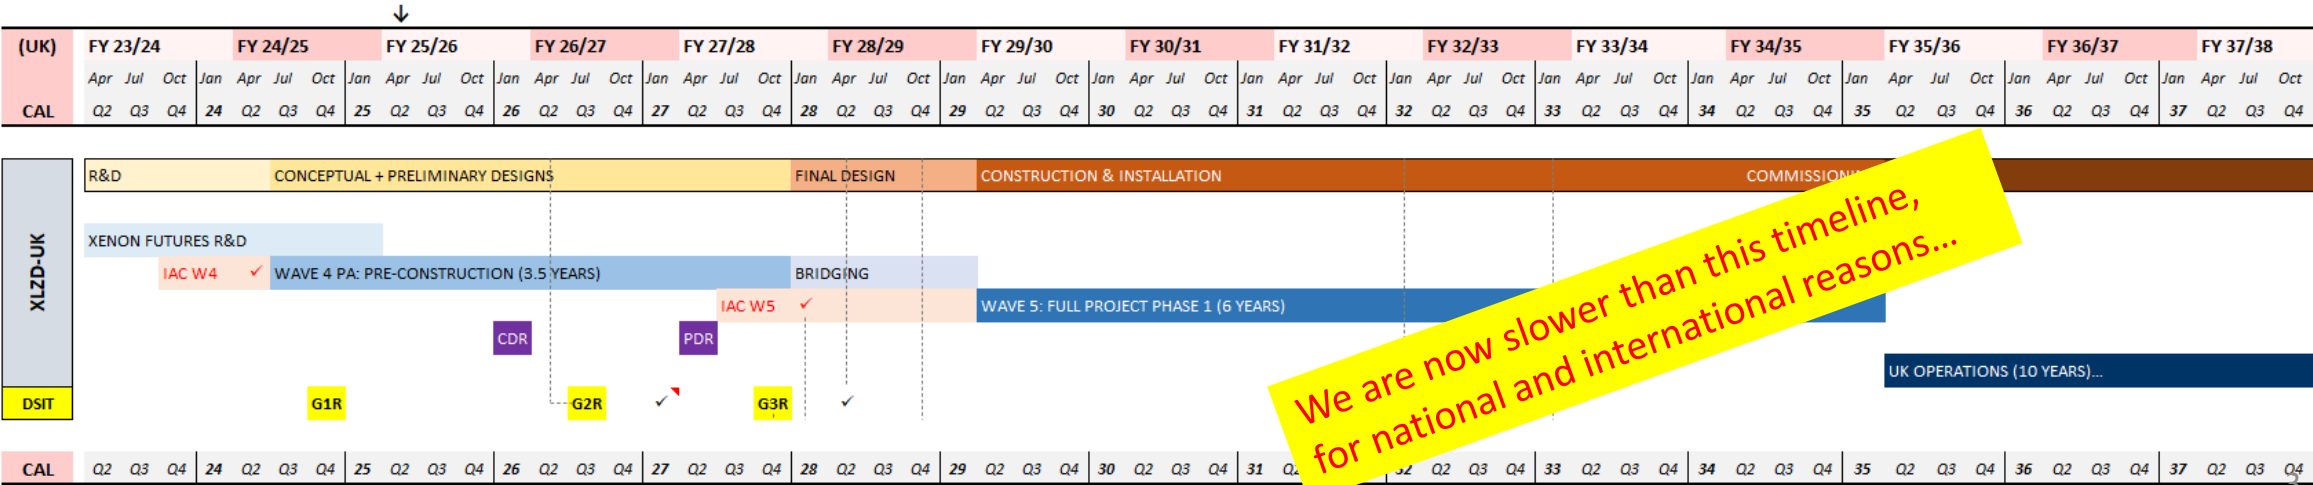 ↓
(UK) FY 23/24 FY 24/25 FY 25/26 FY 26/27 FY 27/28 FY 28/29 FY 29/30 FY 30/31 FY 31/32 FY 32/33 FY 33/34 FY 34/35 FY 35/36 FY 36/37 FY 37/38
Apr Jul Oct Jan Apr Jul Oct Jan Apr Jul Oct Jan Apr Jul Oct Jan Apr Jul Oct Jan Apr Jul Oct Jan Apr Jul Oct Jan Apr Jul Oct Jan Apr Jul Oct Jan Apr Jul Oct Jan Apr Jul Oct Jan Apr Jul Oct Jan Apr Jul Oct Jan Apr Jul Oct Jan Apr Jul Oct
CAL Q2 Q3 Q4 24 Q2 Q3 Q4 25 Q2 Q3 Q4 26 Q2 Q3 Q4 27 Q2 Q3 Q4 28 Q2 Q3 Q4 29 Q2 Q3 Q4 30 Q2 Q3 Q4 31 Q2 Q3 Q4 32 Q2 Q3 Q4 33 Q2 Q3 Q4 34 Q2 Q3 Q4 35 Q2 Q3 Q4 36 Q2 Q3 Q4 37 Q2 Q3 Q4
R&D CONCEPTUAL + PRELIMINARY DESIGNS FINAL DESIGN CONSTRUCTION & INSTALLATION
XLZD-UK
XENON FUTURES R&D
IAC W4 ✓ WAVE 4 PA: PRE-CONSTRUCTION (3.5 YEARS) BRIDGING
IAC W5 ✓ WAVE 5: FULL PROJECT PHASE 1 (6 YEARS)
CDR PDR
UK OPERATIONS (10 YEARS)...
DSIT G1R G2R ✓ G3R ✓
We are now slower than this timeline,
for national and international reasons...
CAL Q2 Q3 Q4 24 Q2 Q3 Q4 25 Q2 Q3 Q4 26 Q2 Q3 Q4 27 Q2 Q3 Q4 28 Q2 Q3 Q4 29 Q2 Q3 Q4 30 Q2 Q3 Q4 31 Q2 Q3 Q4 33 Q2 Q3 Q4 34 Q2 Q3 Q4 35 Q2 Q3 Q4 36 Q2 Q3 Q4 37 Q2 Q3 Q4
3